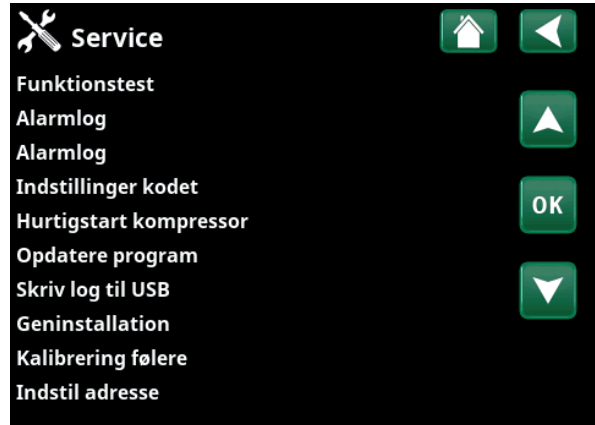 Service
Funktionstest
Alarmlog
Alarmlog
Indstillinger kodet
Hurtigstart kompressor
OK
Opdatere program
Skriv log til USB
Geninstallation
Kalibrering følere
Indstil adresse